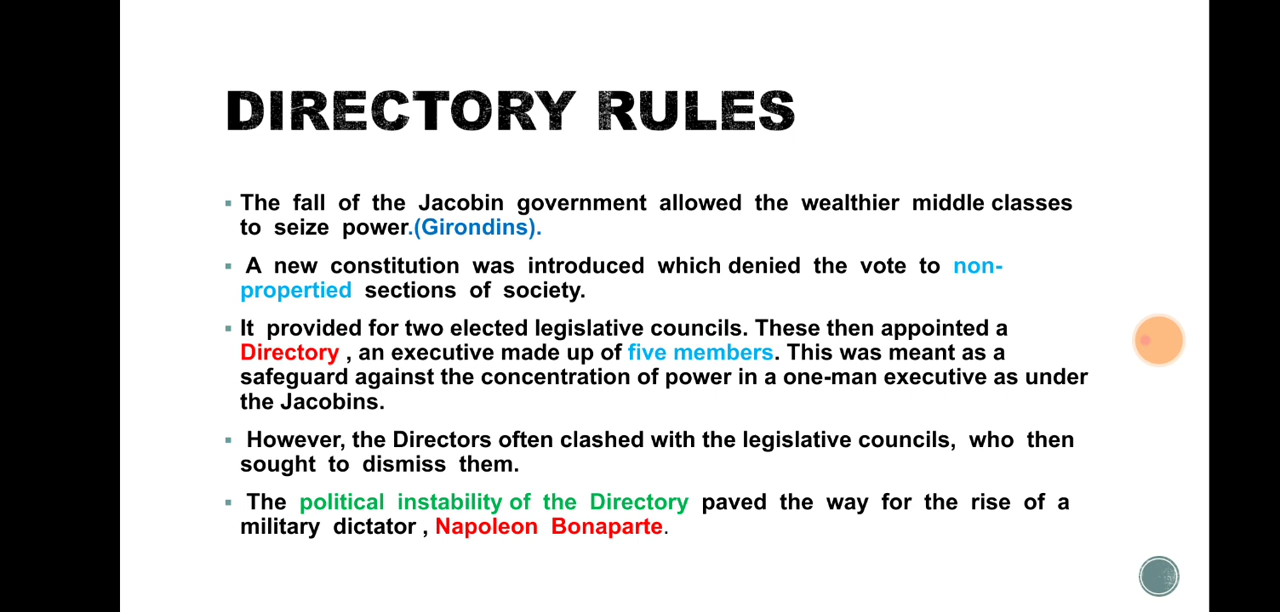 DIRECTORY RULES
▪ The fall of the Jacobin government allowed the wealthier middle classes
to seize power.(Girondins).
▪ A new constitution was introduced which denied the vote to non-
propertied sections of society.
▪ It provided for two elected legislative councils. These then appointed a
Directory , an executive made up of five members. This was meant as a
safeguard against the concentration of power in a one-man executive as under
the Jacobins.
▪ However, the Directors often clashed with the legislative councils, who then
sought to dismiss them.
▪ The political instability of the Directory paved the way for the rise of a
military dictator , Napoleon Bonaparte.